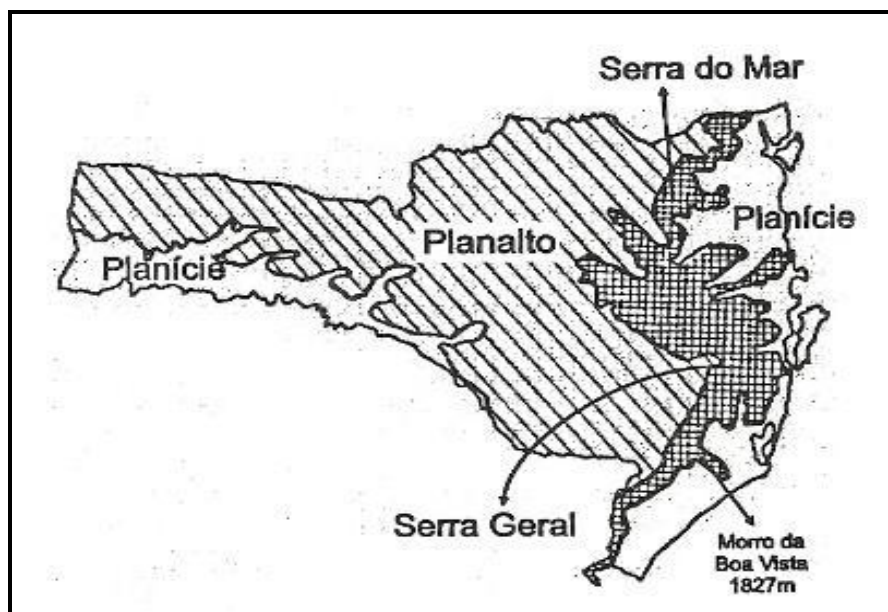 Serra do Mar
Planície
Planalto
Planície
Serra Geral
Morro da
Boa Vista
1827m